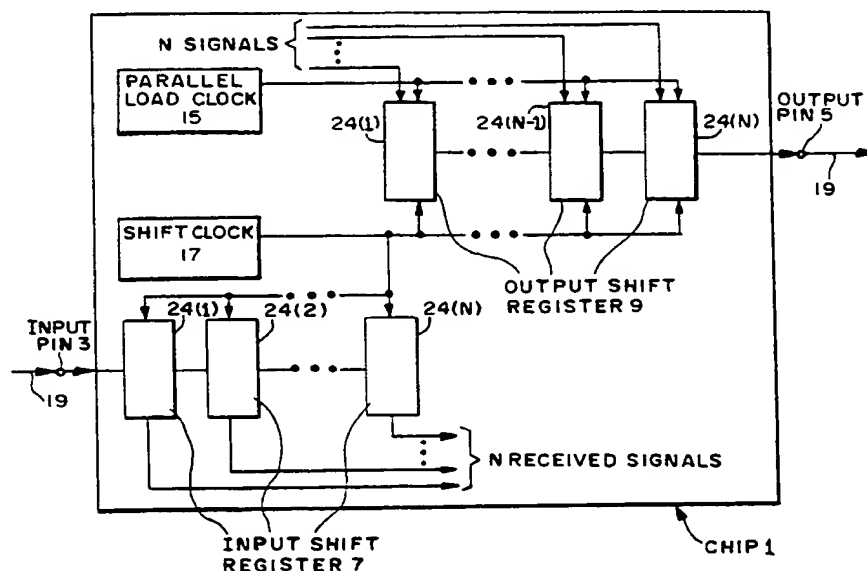 N SIGNALS
PARALLEL
LOAD CLOCK
15
24(1)
24(N-1)
24(N)
OUTPUT
PIN 5
19
SHIFT CLOCK
17
OUTPUT SHIFT
REGISTER 9
INPUT
PIN 3
19
24(1)
24(2)
24(N)
N RECEIVED SIGNALS
INPUT SHIFT
REGISTER 7
CHIP 1